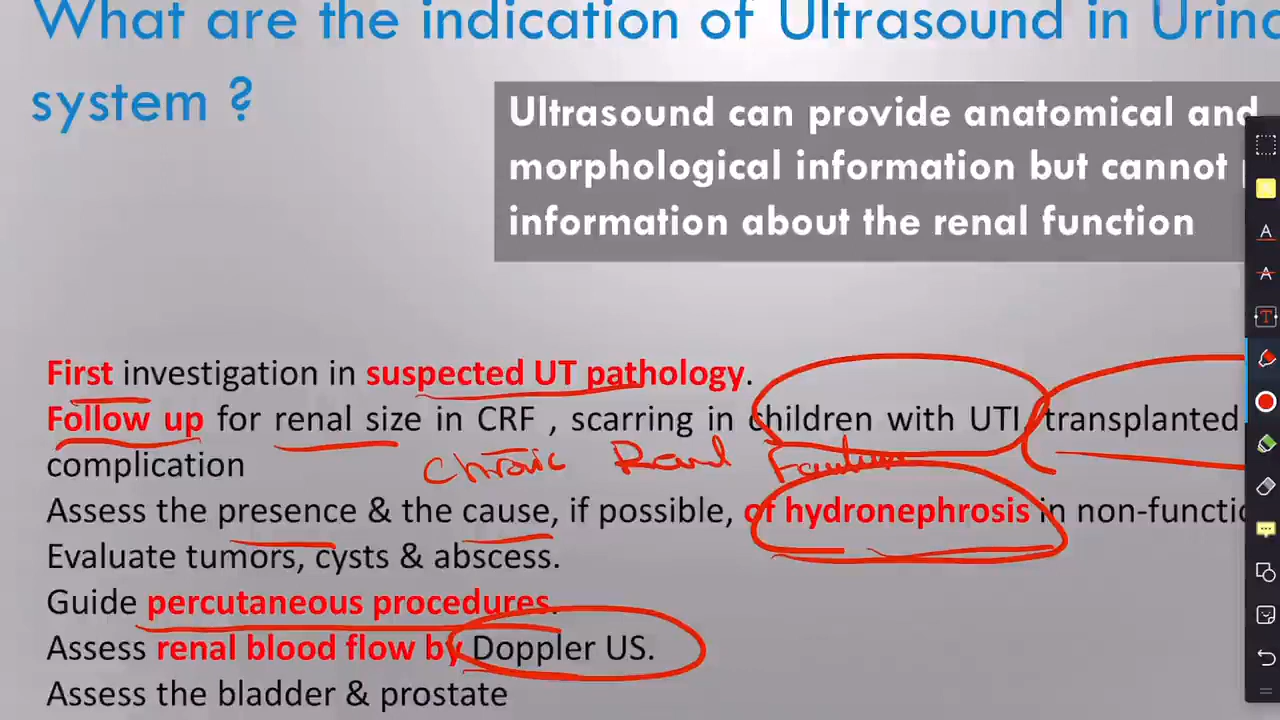 What are the indication of Ultrasound in Urina
system ?
Ultrasound can provide anatomical and
morphological information but cannot
information about the renal function
First investigation in suspected UT pathology.
Follow up for renal size in CRF , scarring in children with UTI, transplanted
complication
Chronic Renal
Assess the presence & the cause, if possible, of hydronephrosis in non-functio
Evaluate tumors, cysts & abscess.
Guide percutaneous procedures.
Assess renal blood flow by Doppler US.
Assess the bladder & prostate